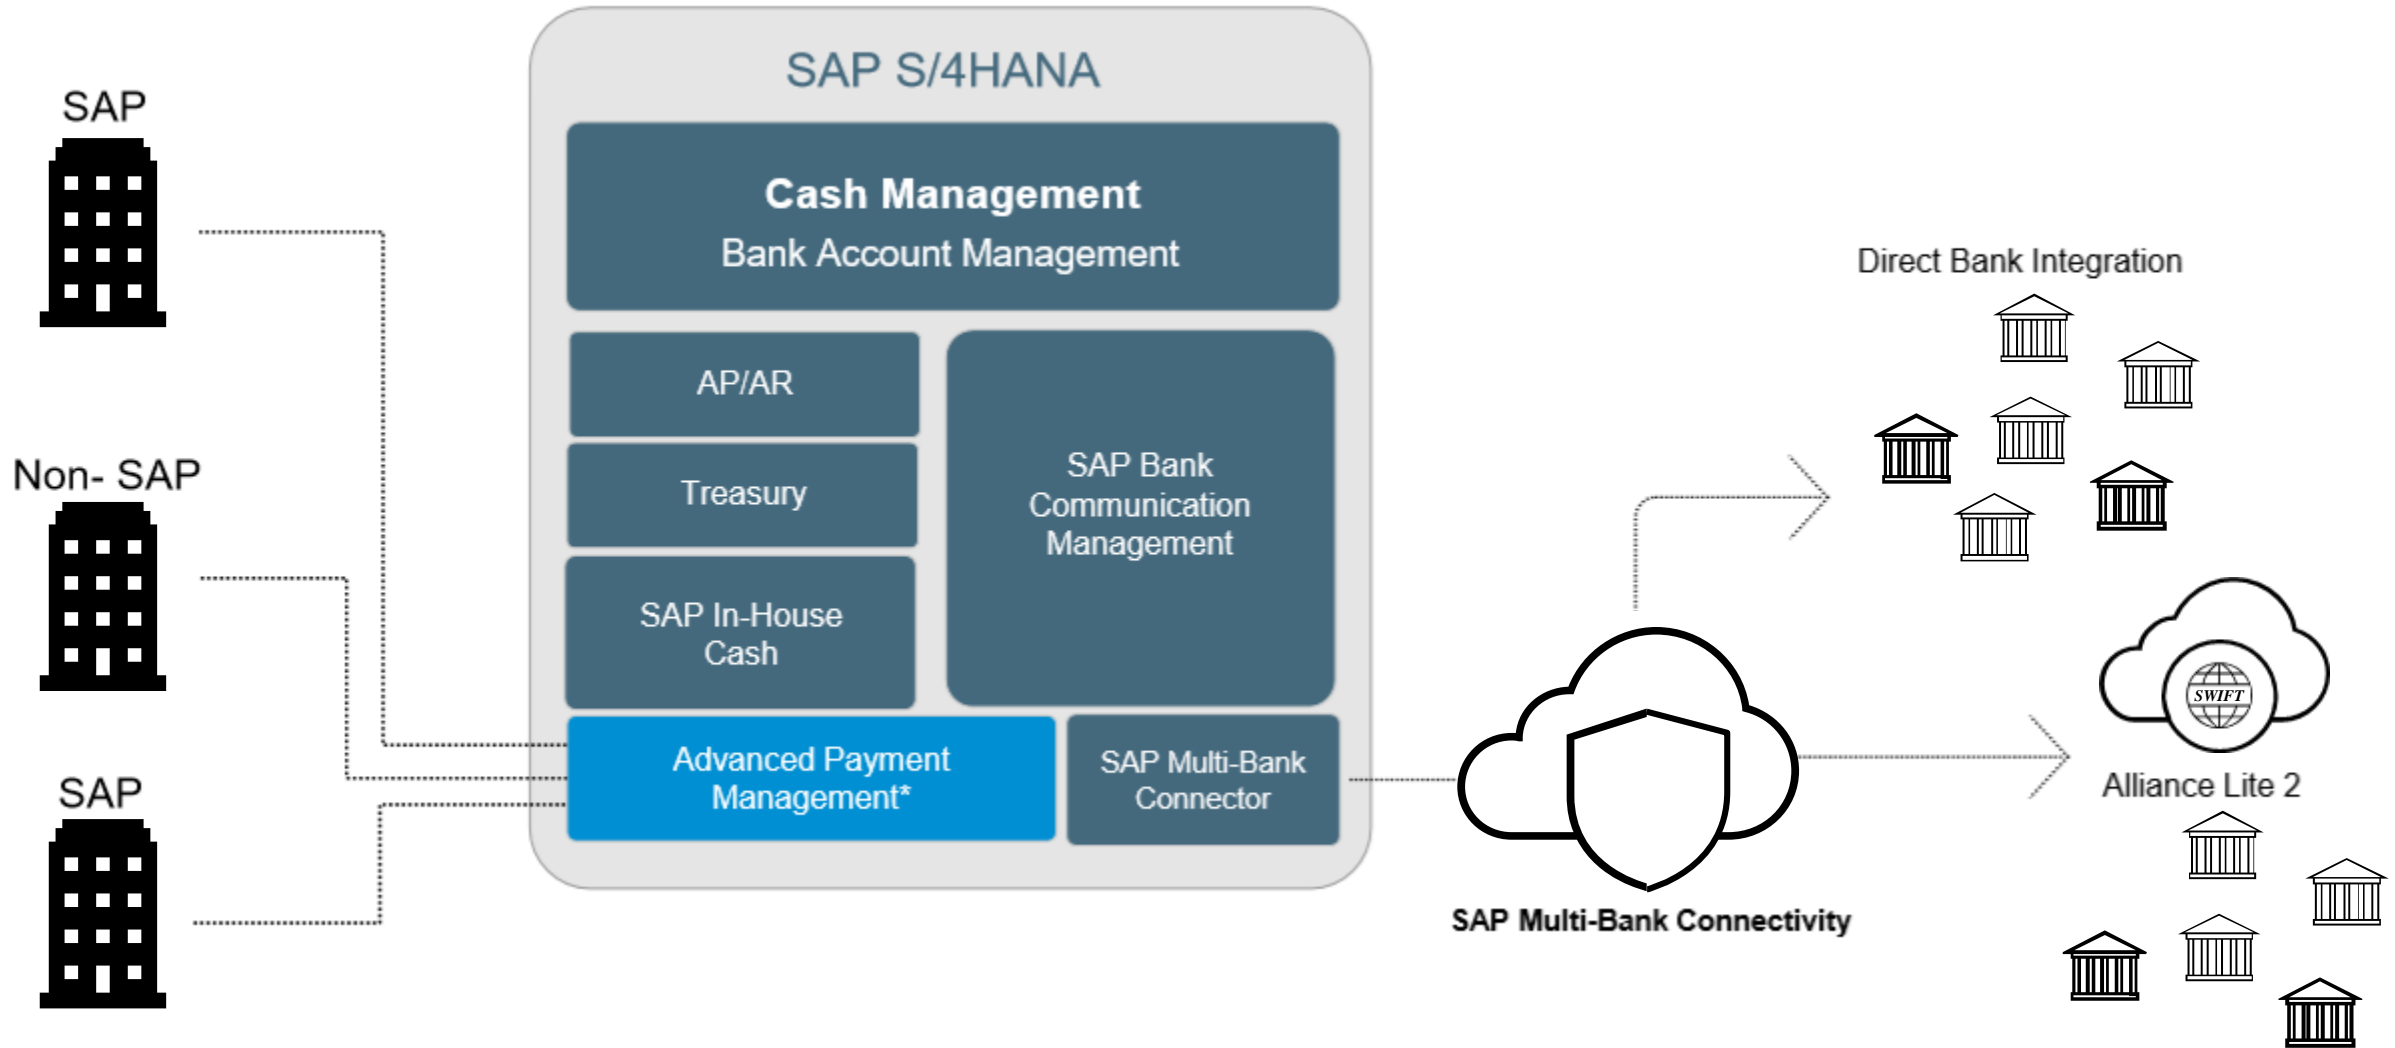 SAP S/4HANA
SAP
Cash Management
Bank Account Management
Direct Bank Integration
AP/AR
SAP Bank
Communication
Management
Non- SAP
Treasury
SAP In-House
Cash
SWIFT
SAP
Advanced Payment
Management*
SAP Multi-Bank
Connector
Alliance Lite 2
SAP Multi-Bank Connectivity